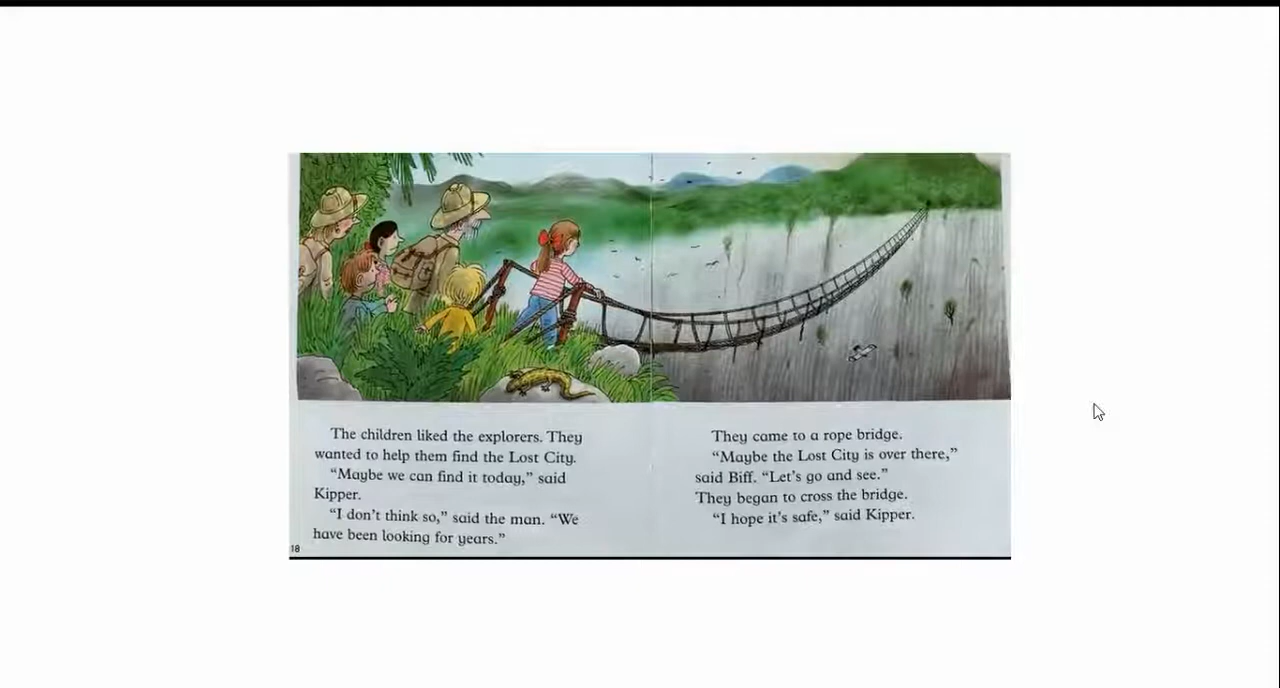 The children liked the explorers. They
wanted to help them find the Lost City.
“Maybe we can find it today,” said
Kipper.
“I don’t think so,” said the man. “We
have been looking for years.”
18
They came to a rope bridge.
“Maybe the Lost City is over there,”
said Biff. “Let’s go and see.”
They began to cross the bridge.
“I hope it’s safe,” said Kipper.